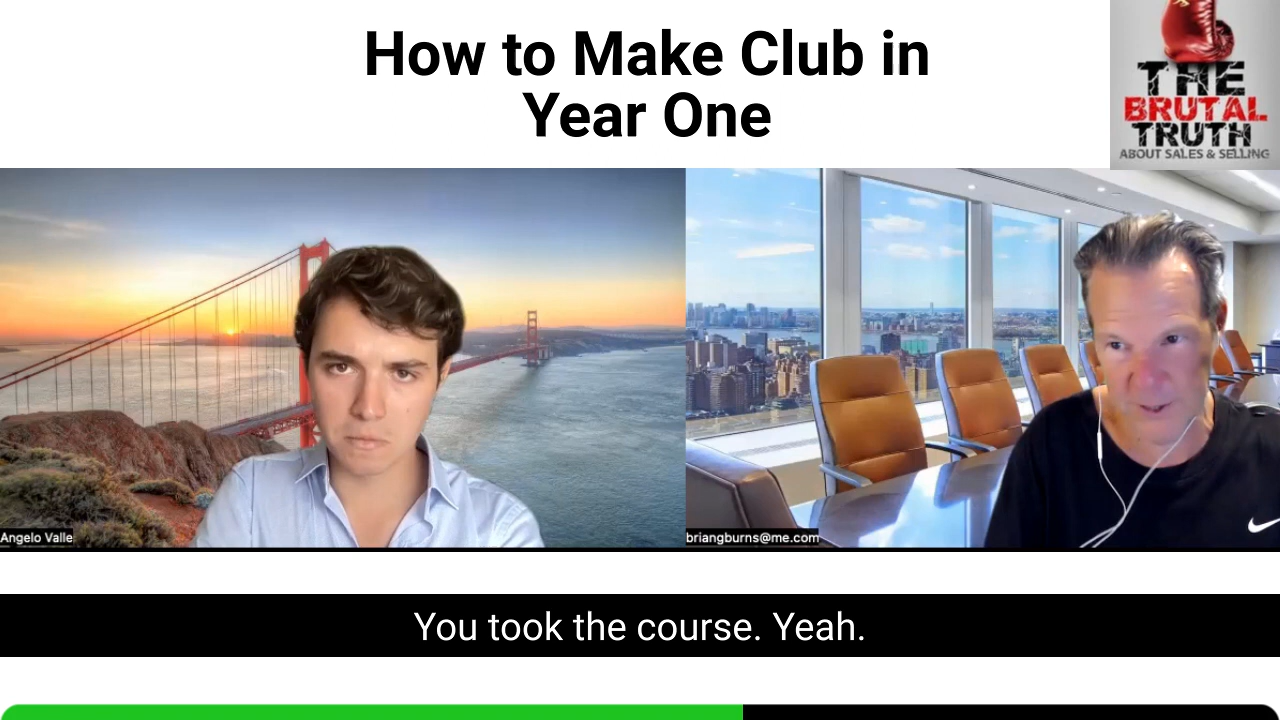 How to Make Club in
Year One
THE
BRUTAL
TRUTH
ABOUT SALES & SELLING
Angelo Valle
briangburns@me.com
You took the course. Yeah.